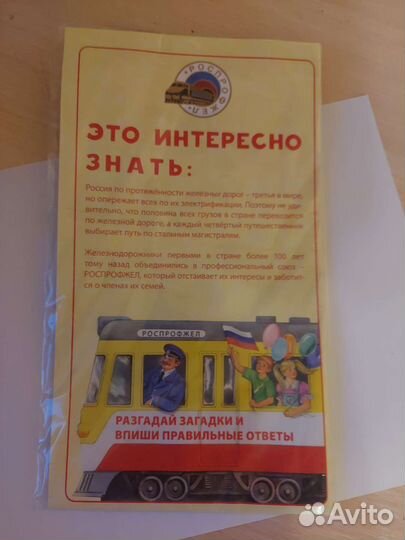 РОСПРОФЖЕЛ
ЭТО ИНТЕРЕСНО
ЗНАТЬ:
Россия по протяжённости железных дорог – третья в мире,
но опережает всех по их электрификации. Поэтому не уди-
вительно, что половина всех грузов в стране перевозится
по железной дороге, а каждый четвёртый путешественник
выбирает путь по стальным магистралям.
Железнодорожники первыми в стране более 100 лет
тому назад объединились в профессиональный союз –
РОСПРОФЖЕЛ, который отстаивает их интересы и заботит-
ся о членах их семей.
РОСПРОФЖЕЛ
РАЗГАДАЙ ЗАГАДКИ И
ВПИШИ ПРАВИЛЬНЫЕ ОТВЕТЫ
Avito